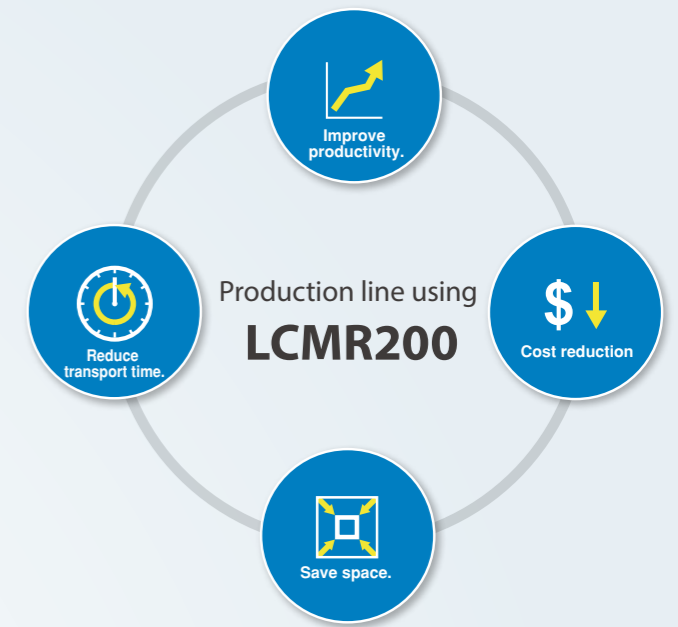 Improve
productivity.
Reduce
transport time.
Production line using
LCMR200
$
Cost reduction
Save space.